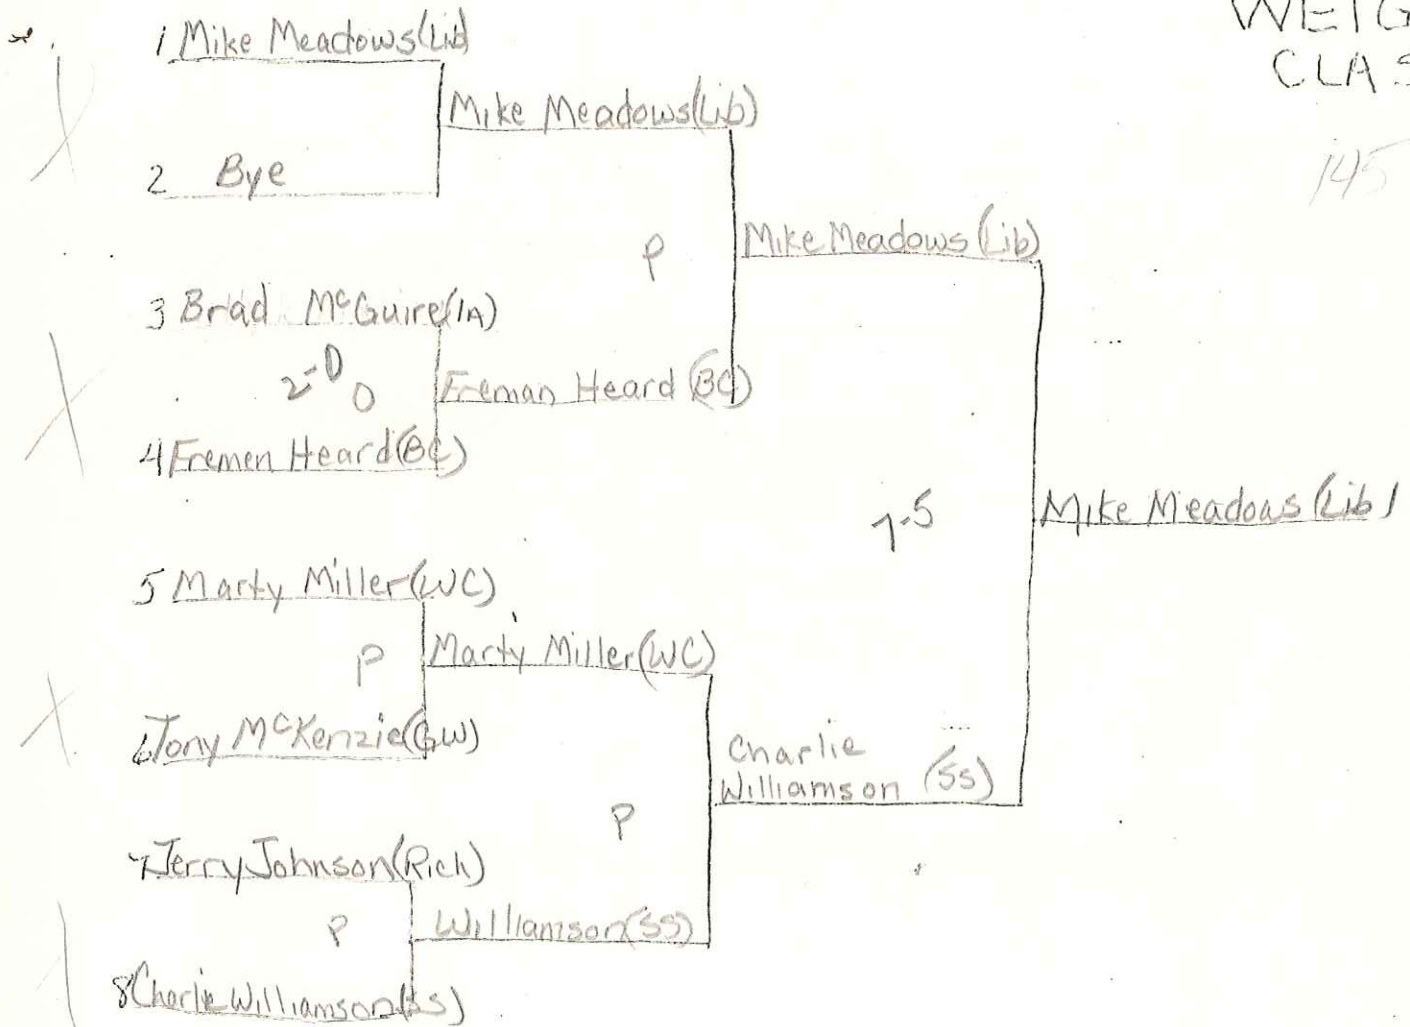 WEIG
CLAS
145
1 Mike Meadows (Lib)
Mike Meadows (Lib)
2 Bye
P
Mike Meadows (Lib)
3 Brad McGuire (IA)
2-0 0
Freman Heard (BC)
4 Fremen Heard (BC)
7-5
Mike Meadoas (Lib)
5 Marty Miller (WC)
P
Marty Miller (WC)
6 Tony McKenzie (GW)
Charlie
Williamson (SS)
P
7 Jerry Johnson (Rich)
P
Williamson (SS)
8 Charlie Williamson (SS)